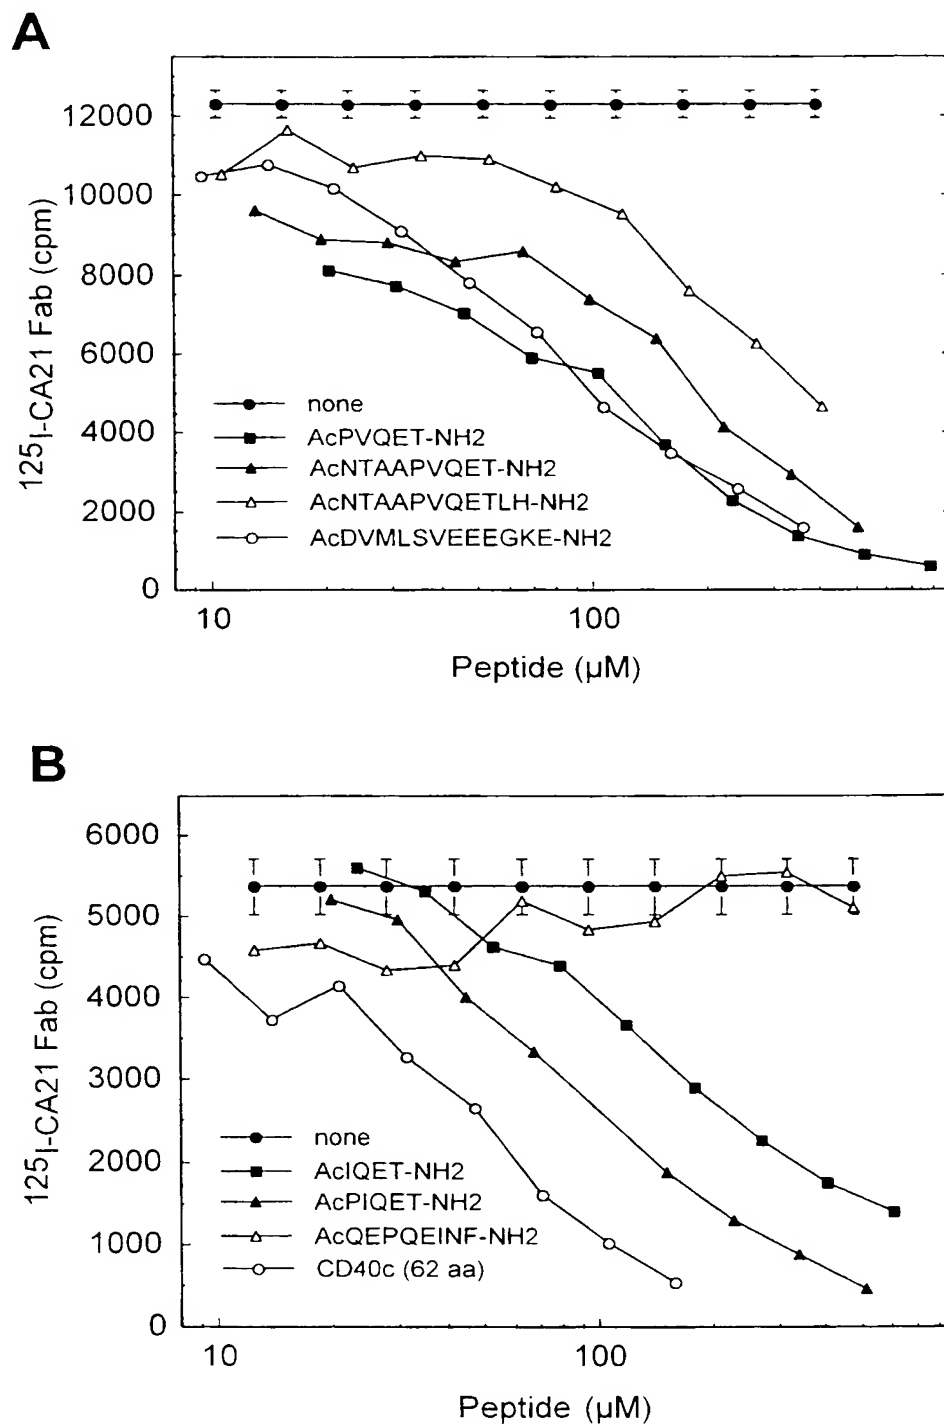 A
12000
10000
8000
6000
4000
2000
0
125I-CA21 Fab (cpm)
none
AcPVQET-NH2
AcNTAAPVQET-NH2
AcNTAAPVQETLH-NH2
AcDVMLSVEEEGKE-NH2
10
100
Peptide (µM)
B
6000
5000
4000
3000
2000
1000
0
125I-CA21 Fab (cpm)
none
AcIQET-NH2
AcPIQET-NH2
AcQEPQEINF-NH2
CD40c (62 aa)
10
100
Peptide (µM)